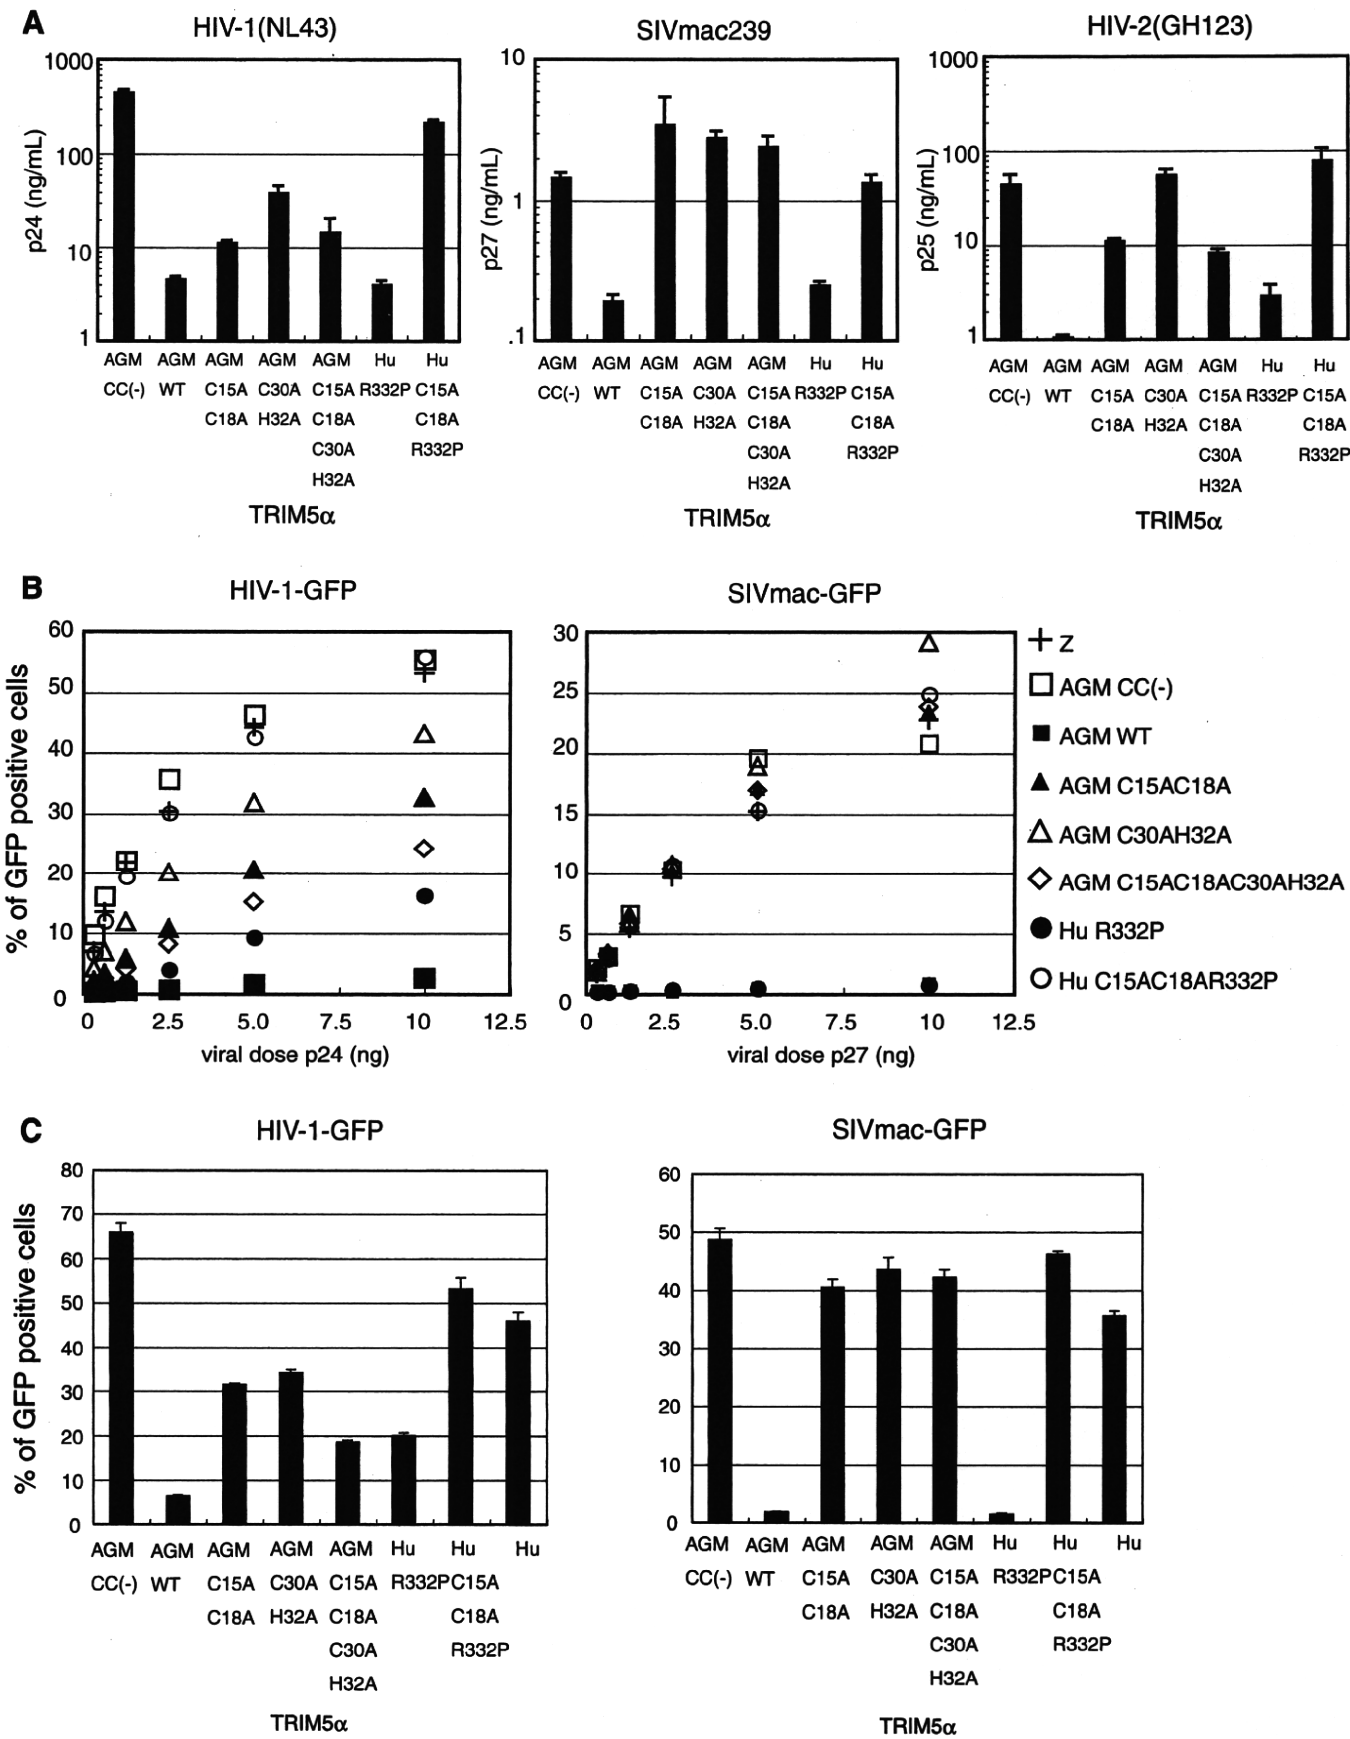 A
HIV-1(NL43)
SIVmac239
HIV-2(GH123)
p24 (ng/mL)
1000
100
10
1
p27 (ng/mL)
10
1
.1
p25 (ng/mL)
1000
100
10
1
AGM AGM AGM AGM AGM Hu Hu
CC(-) WT C15A C30A C15A R332P C15A
C18A H32A C18A C18A
C30A R332P
H32A
TRIM5α
AGM AGM AGM AGM AGM Hu Hu
CC(-) WT C15A C30A C15A R332P C15A
C18A H32A C18A C18A
C30A R332P
H32A
TRIM5α
AGM AGM AGM AGM AGM Hu Hu
CC(-) WT C15A C30A C15A R332P C15A
C18A H32A C18A C18A
C30A R332P
H32A
TRIM5α
B
HIV-1-GFP
SIVmac-GFP
% of GFP positive cells
60
50
40
30
20
10
0
0 2.5 5.0 7.5 10 12.5
viral dose p24 (ng)
30
25
20
15
10
5
0
0 2.5 5.0 7.5 10 12.5
viral dose p27 (ng)
Z
AGM CC(-)
AGM WT
AGM C15AC18A
AGM C30AH32A
AGM C15AC18AC30AH32A
Hu R332P
Hu C15AC18AR332P
C
HIV-1-GFP
SIVmac-GFP
% of GFP positive cells
80
70
60
50
40
30
20
10
0
AGM AGM AGM AGM AGM Hu Hu Hu
CC(-) WT C15A C30A C15A R332P C15A
C18A H32A C18A C18A
C30A R332P
H32A
TRIM5α
60
50
40
30
20
10
0
AGM AGM AGM AGM AGM Hu Hu Hu
CC(-) WT C15A C30A C15A R332P C15A
C18A H32A C18A C18A
C30A R332P
H32A
TRIM5α